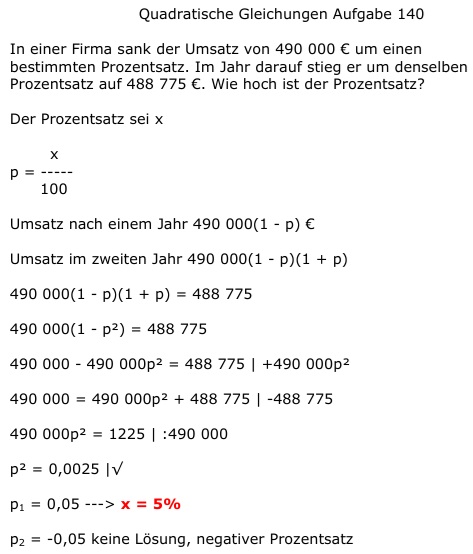 Quadratische Gleichungen Aufgabe 140
In einer Firma sank der Umsatz von 490 000 € um einen
bestimmten Prozentsatz. Im Jahr darauf stieg er um denselben
Prozentsatz auf 488 775 €. Wie hoch ist der Prozentsatz?
Der Prozentsatz sei x
x
p = -----
100
Umsatz nach einem Jahr 490 000(1 - p) €
Umsatz im zweiten Jahr 490 000(1 - p)(1 + p)
490 000(1 - p)(1 + p) = 488 775
490 000(1 - p²) = 488 775
490 000 - 490 000p² = 488 775 | +490 000p²
490 000 = 490 000p² + 488 775 | -488 775
490 000p² = 1225 | :490 000
p² = 0,0025 |√
p₁ = 0,05 ---> x = 5%
p₂ = -0,05 keine Lösung, negativer Prozentsatz